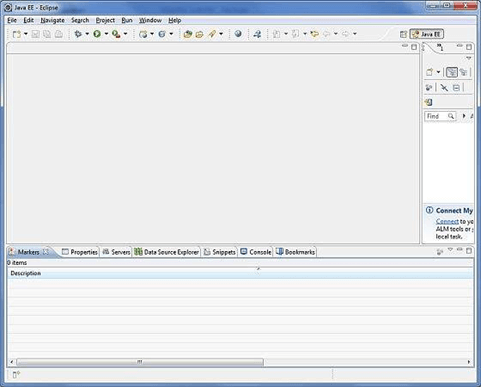 Java EE - Eclipse
File Edit Navigate Search Project Run Window Help
Java EE
Find
Connect My
Connect to yo
ALM tools or
local task.
Markers Properties Servers Data Source Explorer Snippets Console Bookmarks
0 items
Description